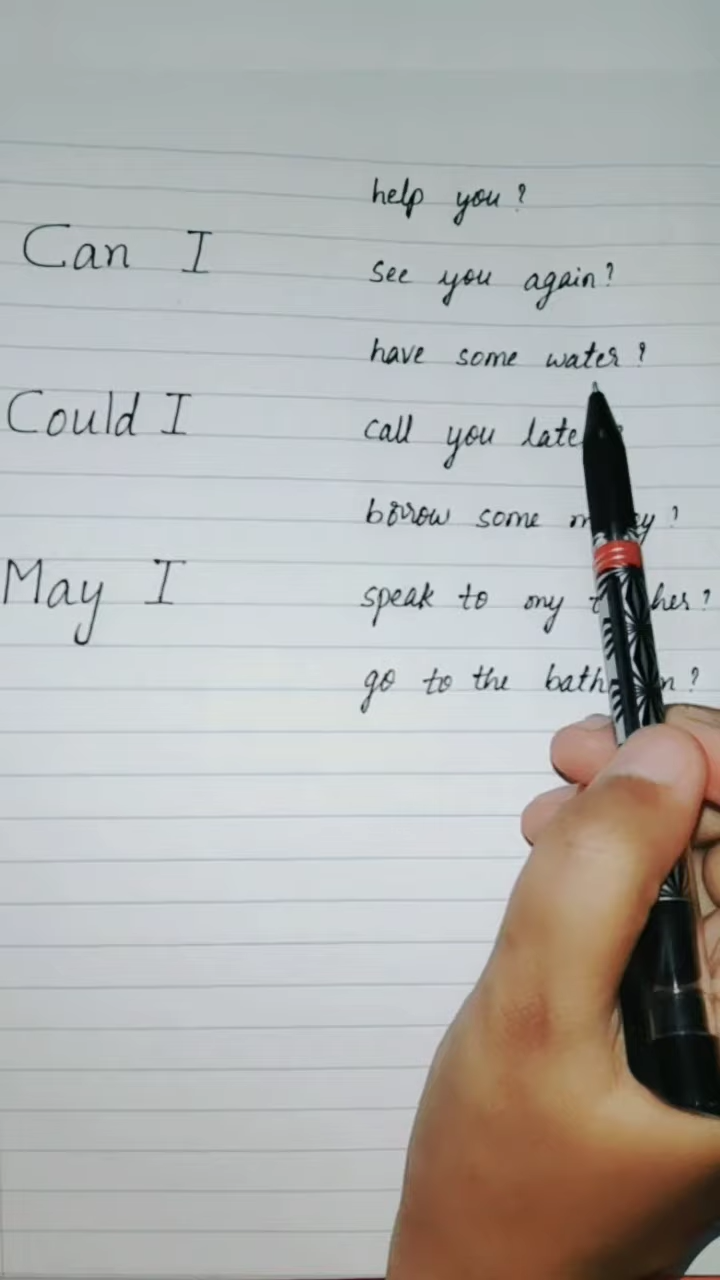 Can I
Could I
May I
help you?
see you again?
have some water?
call you
borrow some
speak to my
go to the